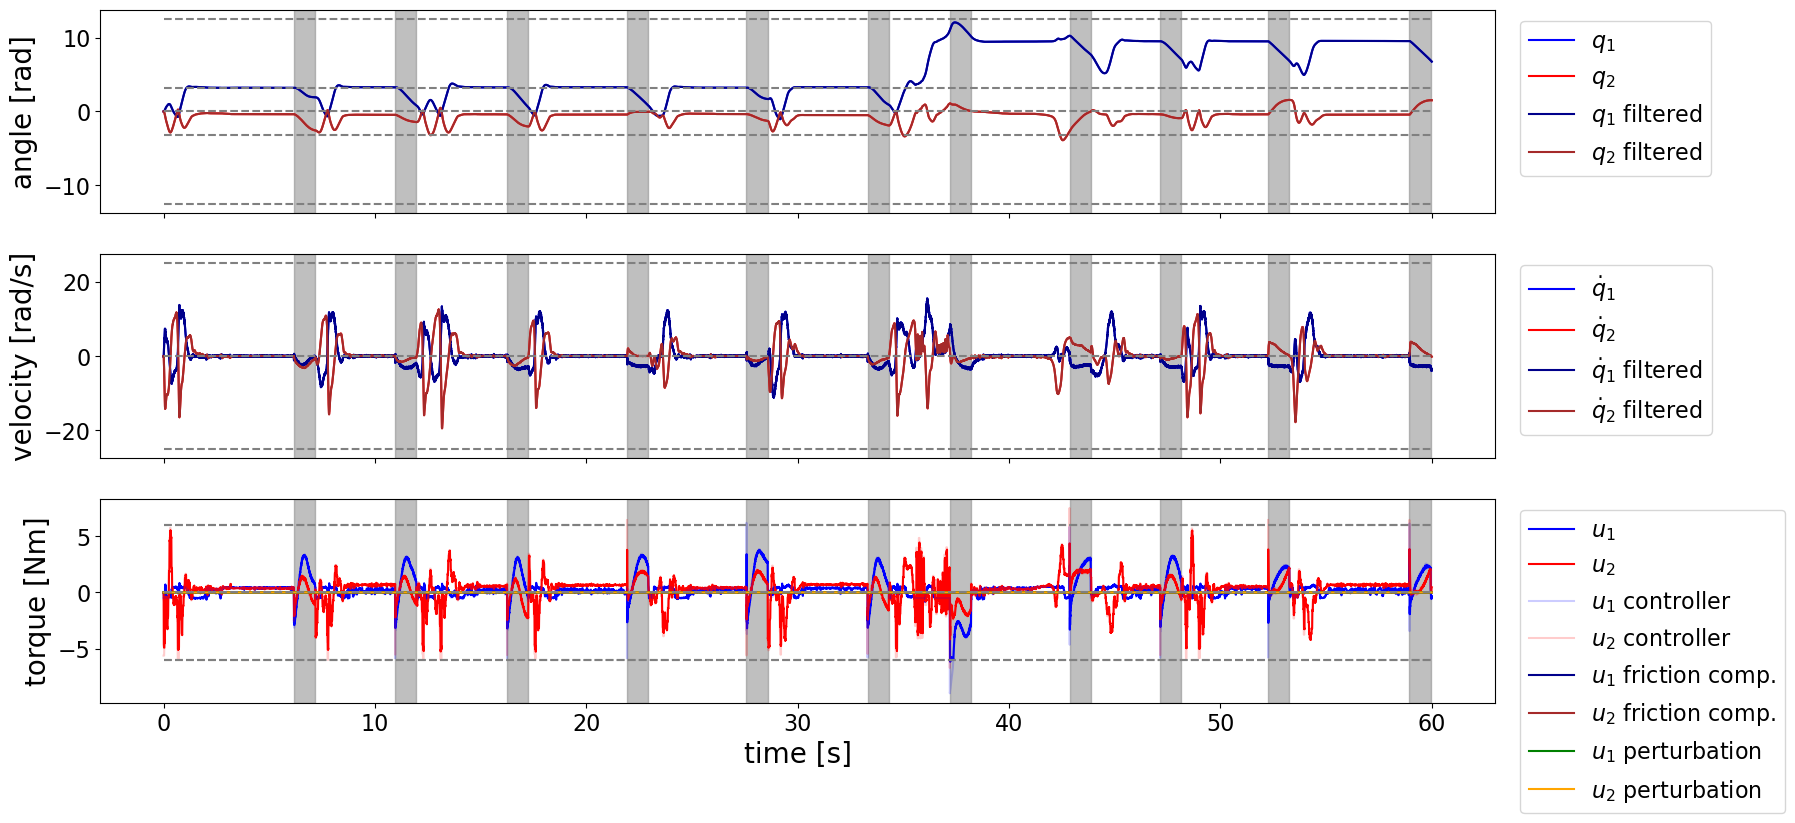 angle [rad]
10
0
−10
q₁
q₂
q₁ filtered
q₂ filtered
velocity [rad/s]
20
0
−20
q̇₁
q̇₂
q̇₁ filtered
q̇₂ filtered
torque [Nm]
5
0
−5
0 10 20 30 40 50 60
time [s]
u₁
u₂
u₁ controller
u₂ controller
u₁ friction comp.
u₂ friction comp.
u₁ perturbation
u₂ perturbation